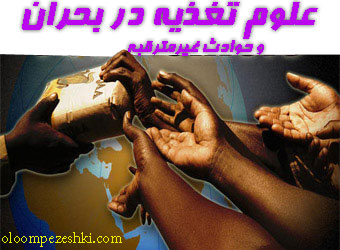 علوم تغذیه در بحران
و حوادث غیرمترقبه
oloompezeshki.com